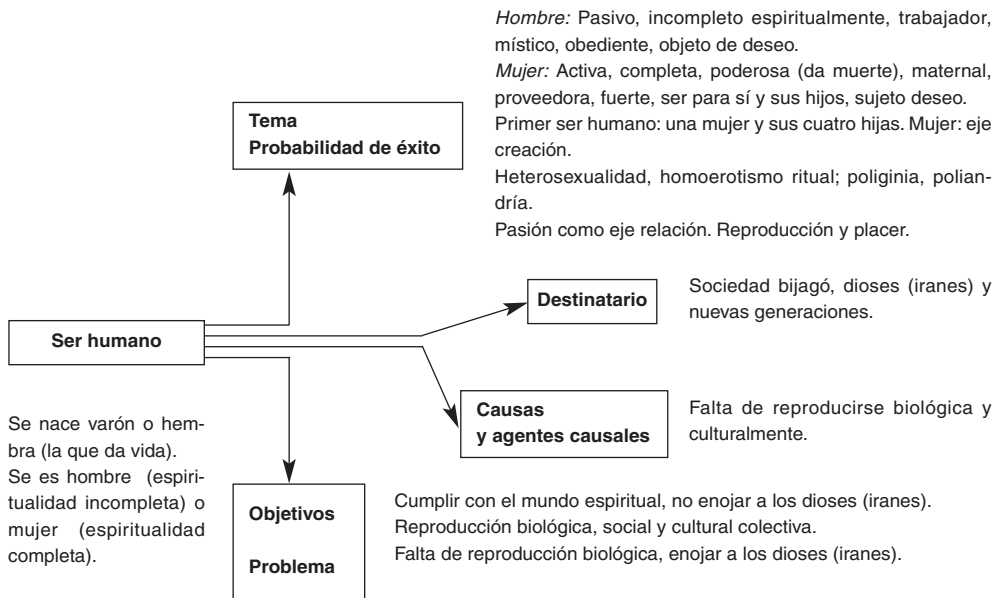 Hombre: Pasivo, incompleto espiritualmente, trabajador,
místico, obediente, objeto de deseo.
Mujer: Activa, completa, poderosa (da muerte), maternal,
proveedora, fuerte, ser para sí y sus hijos, sujeto deseo.
Primer ser humano: una mujer y sus cuatro hijas. Mujer: eje
creación.
Heterosexualidad, homoerotismo ritual; poliginia, polian-
dría.
Pasión como eje relación. Reproducción y placer.
Tema
Probabilidad de éxito
Destinatario
Sociedad bijagó, dioses (iranes) y
nuevas generaciones.
Ser humano
Se nace varón o hem-
bra (la que da vida).
Se es hombre (espiri-
tualidad incompleta) o
mujer (espiritualidad
completa).
Causas
y agentes causales
Falta de reproducirse biológica y
culturalmente.
Objetivos
Problema
Cumplir con el mundo espiritual, no enojar a los dioses (iranes).
Reproducción biológica, social y cultural colectiva.
Falta de reproducción biológica, enojar a los dioses (iranes).